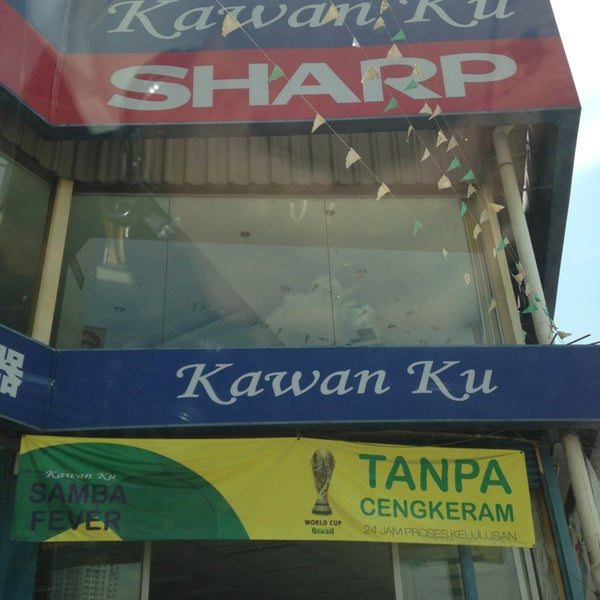 Kawan Ku
SHARP
Kawan Ku
Kawan Ku
SAMBA
FEVER
WORLD CUP
Brasil
TANPA
CENGKERAM
24 JAM PROSES KELULUSAN